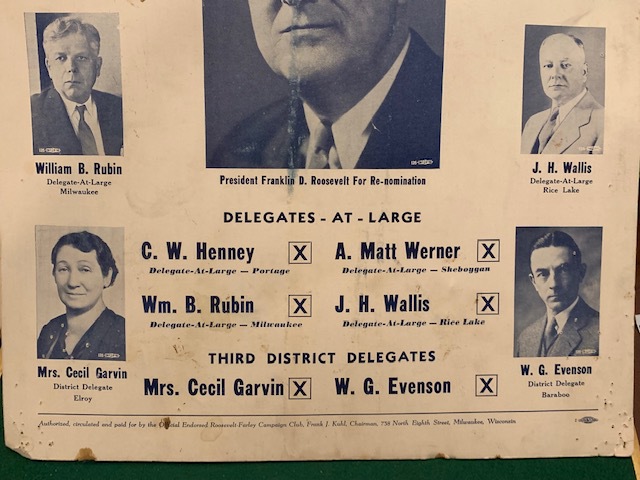 William B. Rubin
Delegate-At-Large
Milwaukee
President Franklin D. Roosevelt For Re-nomination
J. H. Wallis
Delegate-At-Large
Rice Lake
DELEGATES - AT - LARGE
C. W. Henney X A. Matt Werner X
Delegate-At-Large — Portage Delegate-At-Large — Sheboygan
Wm. B. Rubin X J. H. Wallis X
Delegate-At-Large — Milwaukee Delegate-At-Large — Rice Lake
Mrs. Cecil Garvin
District Delegate
Elroy
W. G. Evenson
District Delegate
Baraboo
THIRD DISTRICT DELEGATES
Mrs. Cecil Garvin X W. G. Evenson X
Authorized, circulated and paid for by the Official Endorsed Roosevelt-Farley Campaign Club, Frank J. Kuhl, Chairman, 738 North Eighth Street, Milwaukee, Wisconsin